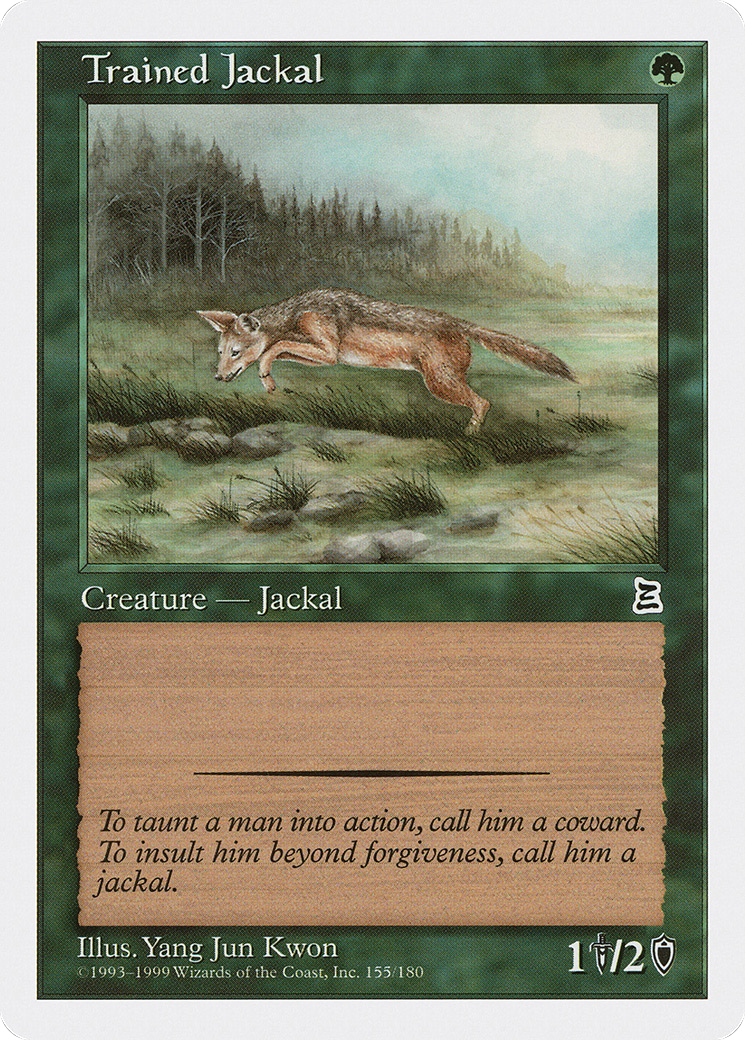 Trained Jackal
Creature — Jackal
To taunt a man into action, call him a coward.
To insult him beyond forgiveness, call him a
jackal.
Illus. Yang Jun Kwon
©1993–1999 Wizards of the Coast, Inc. 155/180
1/2